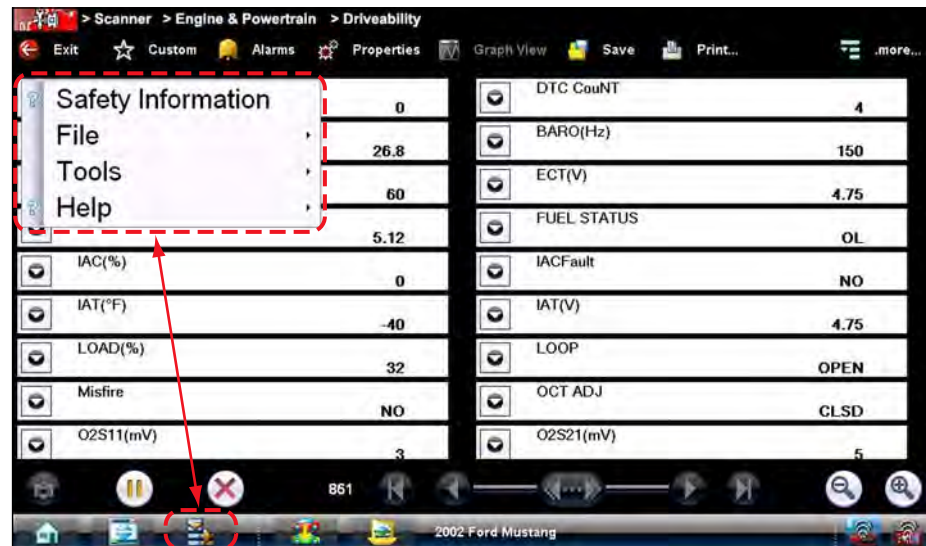 > Scanner > Engine & Powertrain > Driveability
Exit Custom Alarms Properties Graph View Save Print... .more...
Safety Information
File
Tools
Help
0
26.8
60
5.12
IAC(%)
0
IAT(°F)
-40
LOAD(%)
32
Misfire
NO
O2S11(mV)
3
DTC CouNT
4
BARO(Hz)
150
ECT(V)
4.75
FUEL STATUS
OL
IACFault
NO
IAT(V)
4.75
LOOP
OPEN
OCT ADJ
CLSD
O2S21(mV)
5
851
2002 Ford Mustang